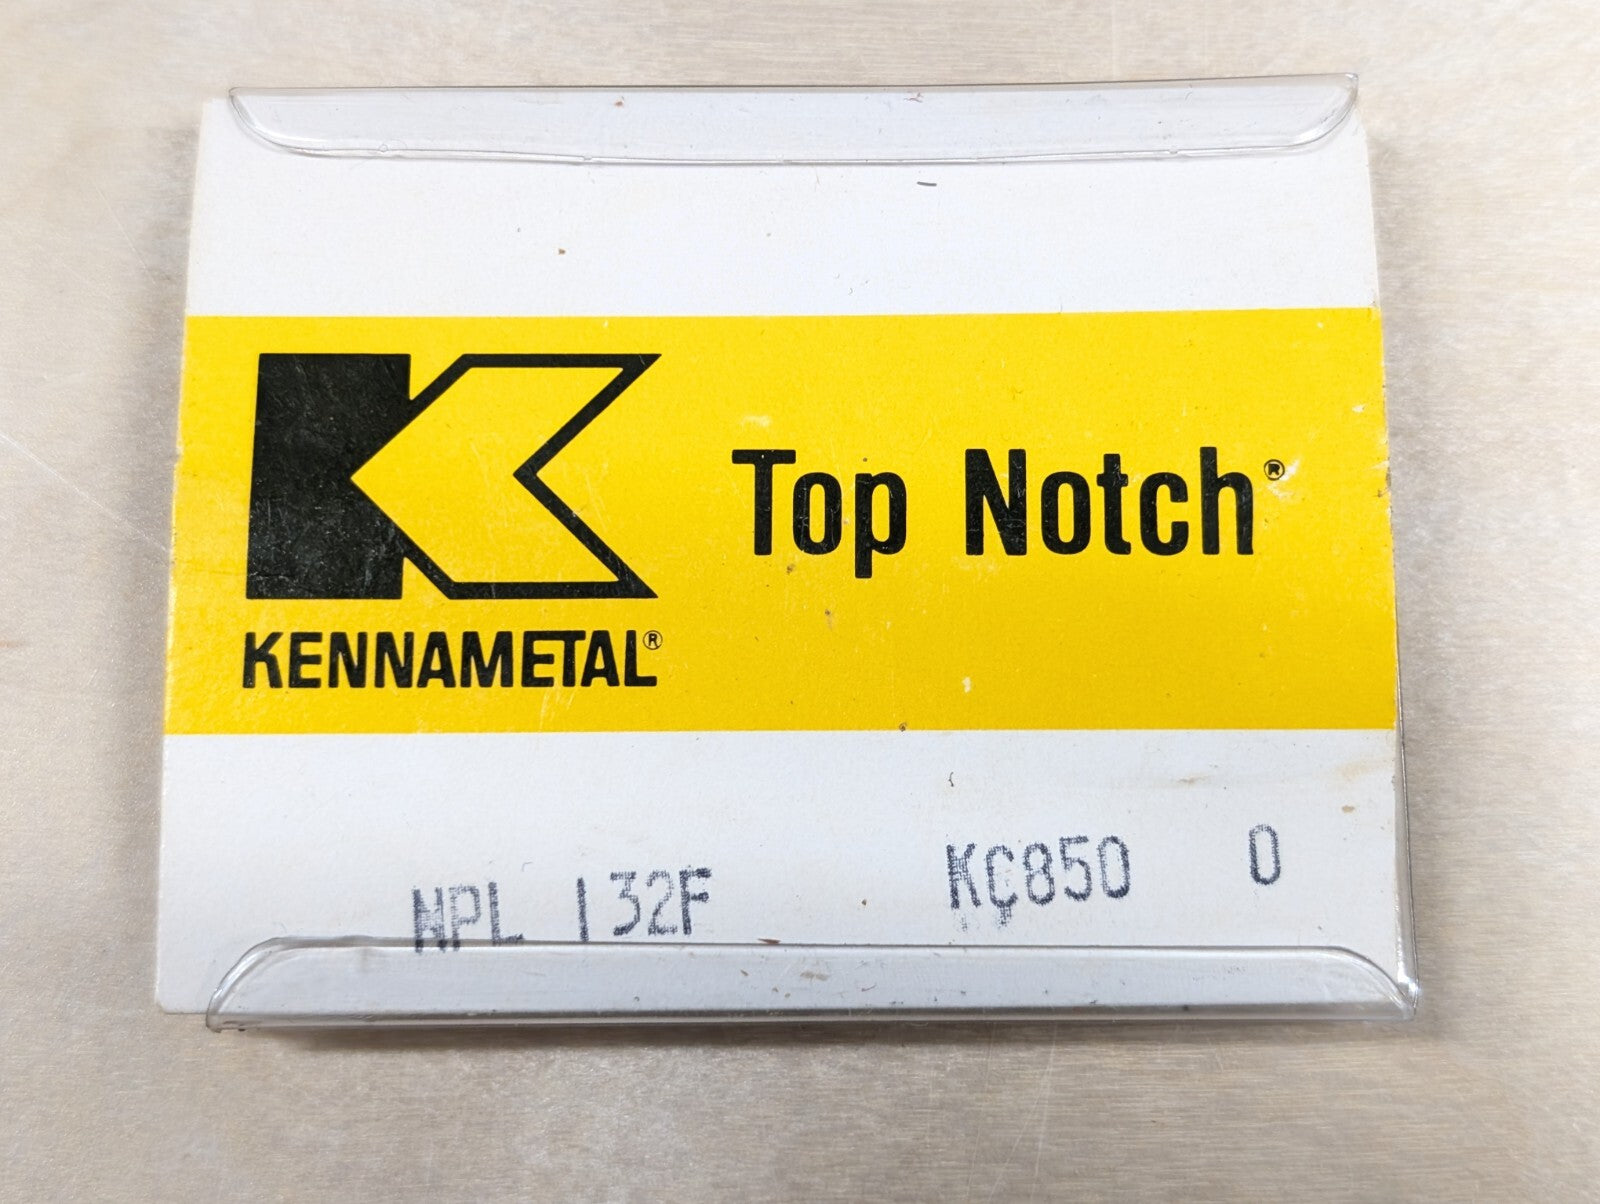 Top Notch®
KENNAMETAL®
NPL 132F KC850 0